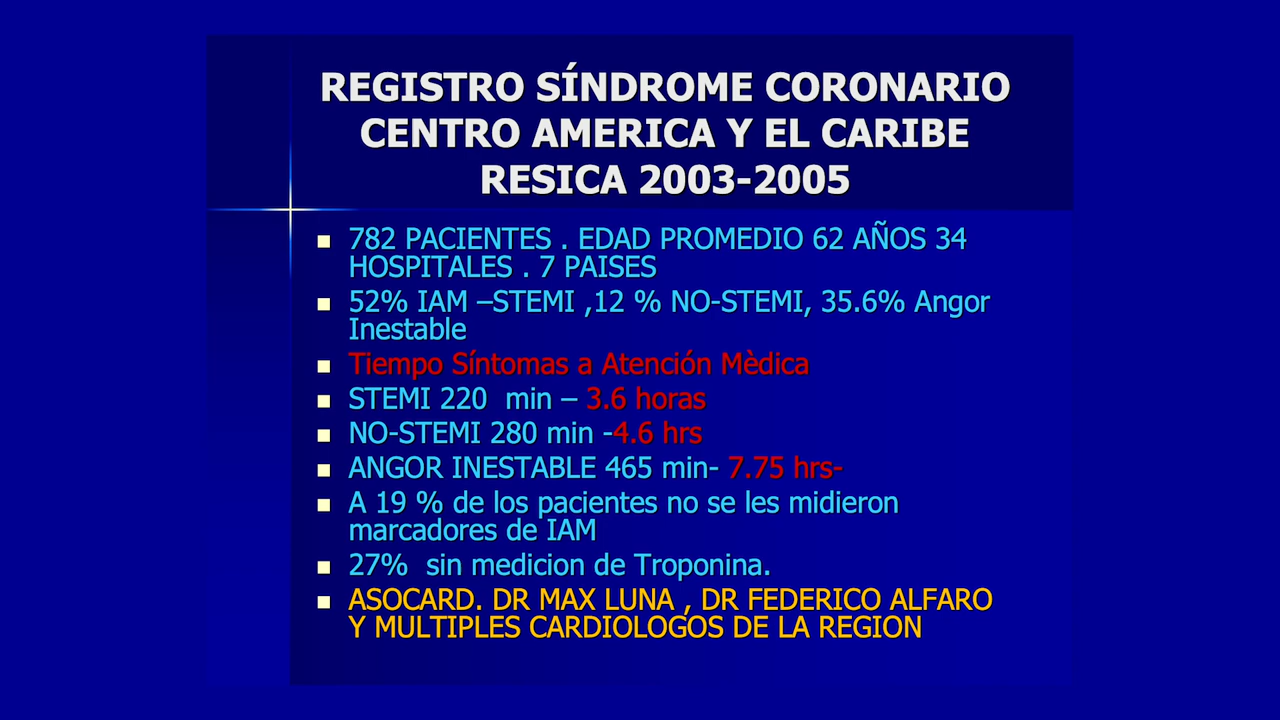 REGISTRO SÍNDROME CORONARIO
CENTRO AMERICA Y EL CARIBE
RESICA 2003-2005
782 PACIENTES . EDAD PROMEDIO 62 AÑOS 34
HOSPITALES . 7 PAISES
52% IAM –STEMI ,12 % NO-STEMI, 35.6% Angor
Inestable
Tiempo Síntomas a Atención Mèdica
STEMI 220  min – 3.6 horas
NO-STEMI 280 min -4.6 hrs
ANGOR INESTABLE 465 min- 7.75 hrs-
A 19 % de los pacientes no se les midieron
marcadores de IAM
27%  sin medicion de Troponina.
ASOCARD. DR MAX LUNA , DR FEDERICO ALFARO
Y MULTIPLES CARDIOLOGOS DE LA REGION